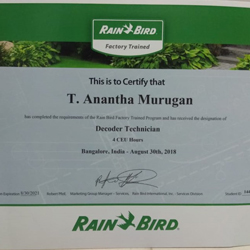 RAIN BIRD
Factory Trained
This is to Certify that
T. Anantha Murugan
has completed the requirements of the Rain Bird Factory Trained Program and has received the designation of
Decoder Technician
4 CEU Hours
Bangalore, India - August 30th, 2018
RAIN BIRD